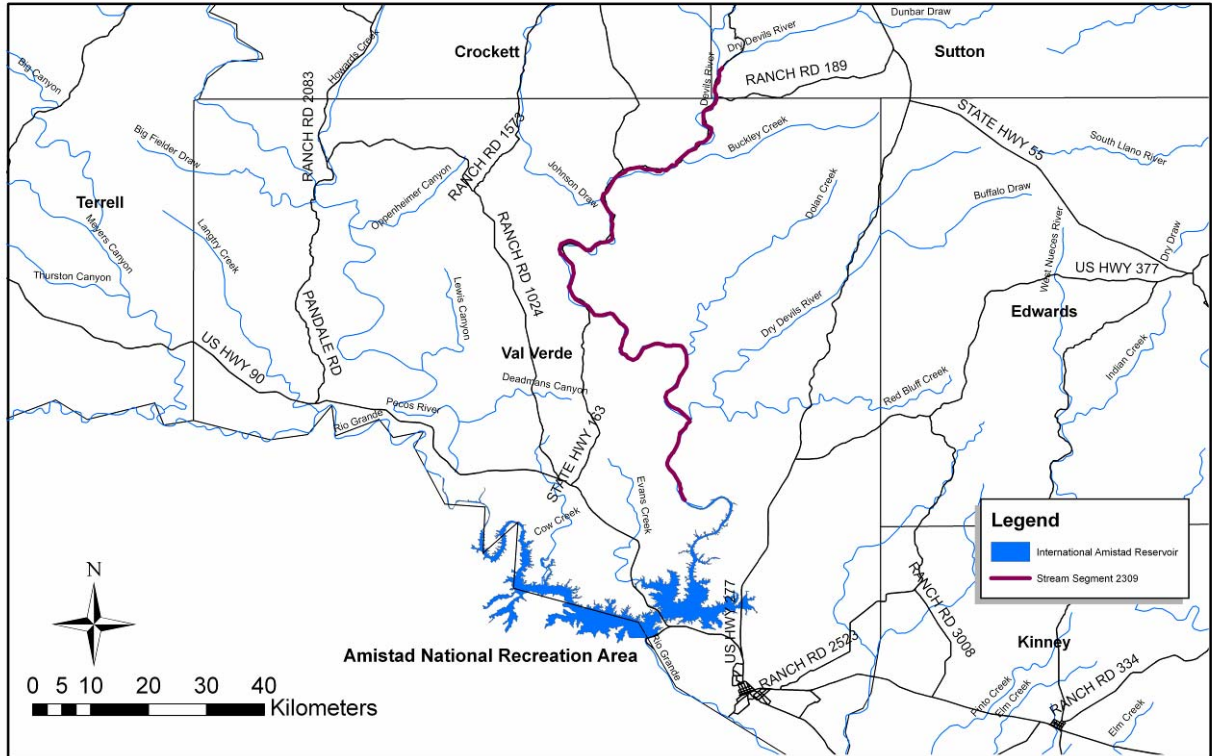 Dunbar Draw
Crockett
Sutton
Dry Devils River
Howards Creek
Big Canyon
RANCH RD 189
Devils River
RANCH RD 2083
RANCH RD 1573
STATE HWY 55
Big Fielder Draw
Buckley Creek
South Llano River
Johnson Draw
Oppenheimer Canyon
Terrell
Dolan Creek
Buffalo Draw
Meyers Canyon
Langtry Creek
West Nueces River
Dry Draw
Thurston Canyon
RANCH RD 1024
US HWY 377
Lewis Canyon
Dry Devils River
Edwards
PANDALE RD
US HWY 90
Val Verde
Indian Creek
Deadmans Canyon
Red Bluff Creek
Pecos River
Rio Grande
STATE HWY 163
Evans Creek
Cow Creek
Legend
International Amistad Reservoir
Stream Segment 2309
N
US HWY 277
RANCH RD 3008
Rio Grande
Kinney
Amistad National Recreation Area
RANCH RD 2523
RANCH RD 334
Pinto Creek
Elm Creek
Elm Creek
0 5 10 20 30 40
Kilometers